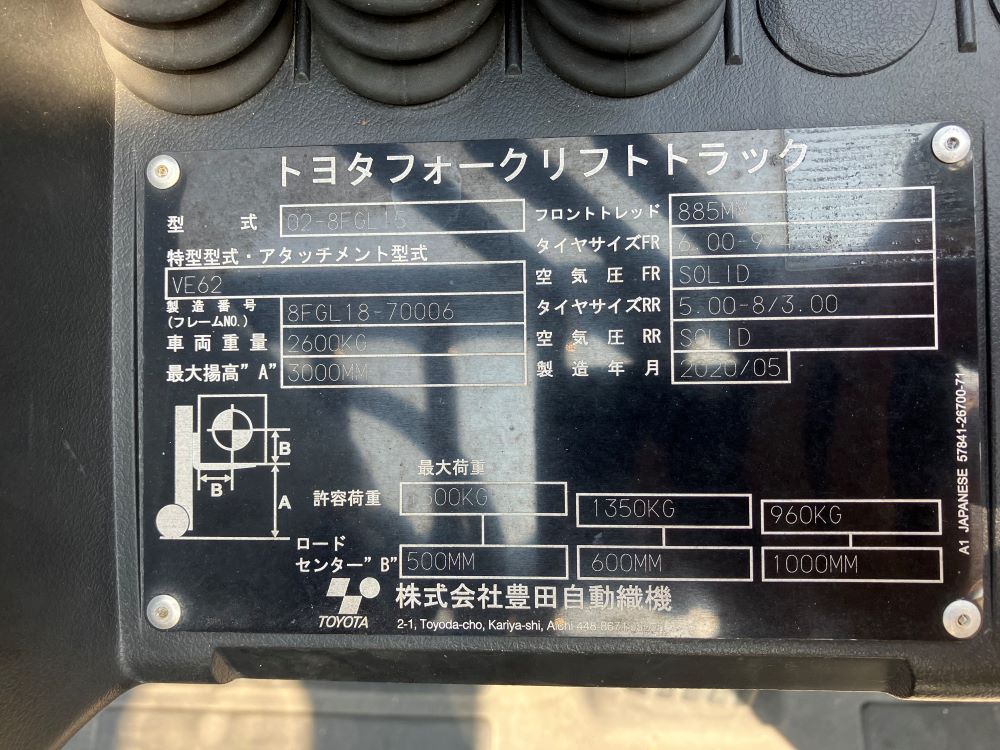 トヨタフォークリフトトラック
型式 02-8FGL15
フロントトレッド 885MM
タイヤサイズFR 6.00-9/
特型型式・アタッチメント型式
VE62
空気圧FR SOLID
製造番号 8FGL18-70006
(フレームNO.)
タイヤサイズRR 5.00-8/3.00
車両重量 2600KG
空気圧RR SOLID
最大揚高"A" 3000MM
製造年月 2020/05
B
B
A
最大荷重
許容荷重 1500KG 1350KG 960KG
ロード
センター"B" 500MM 600MM 1000MM
TOYOTA
株式会社豊田自動織機
2-1, Toyoda-cho, Kariya-shi, Aichi 448-8671
A1 JAPANESE 57841-26700-71